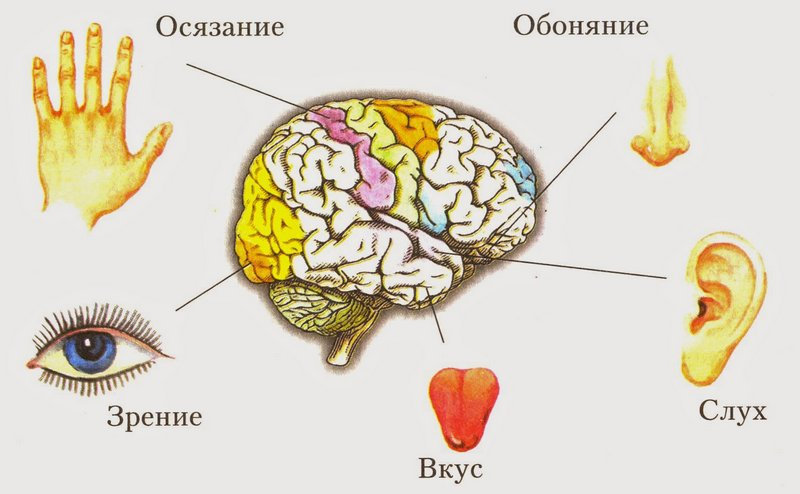 Осязание
Обоняние
Зрение
Слух
Вкус